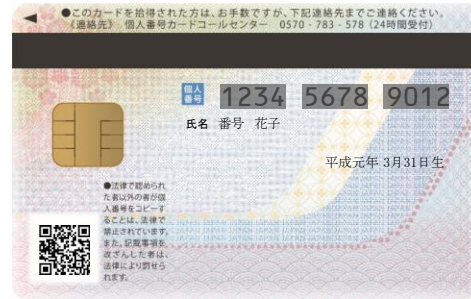 ●このカードを拾得された方は、お手数ですが、下記連絡先までご連絡ください。
《連絡先》 個人番号カードコールセンター 0570-783-578 (24時間受付)
個人番号 1234 5678 9012
氏名 番号 花子
平成元年 3月31日生
●法律で認められ
た者以外の者が個
人番号をコピーす
ることは、法律で
禁止されています。
また、記載事項を
改ざんした者は、
法律により罰せら
れます。